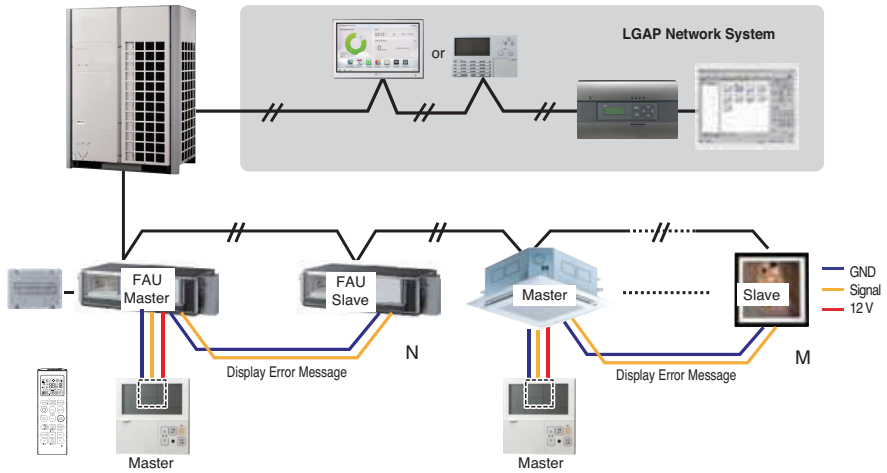 LGAP Network System
or
FAU
Master
FAU
Slave
Master
Slave
GND
Signal
12 V
N
M
Display Error Message
Display Error Message
Master
Master